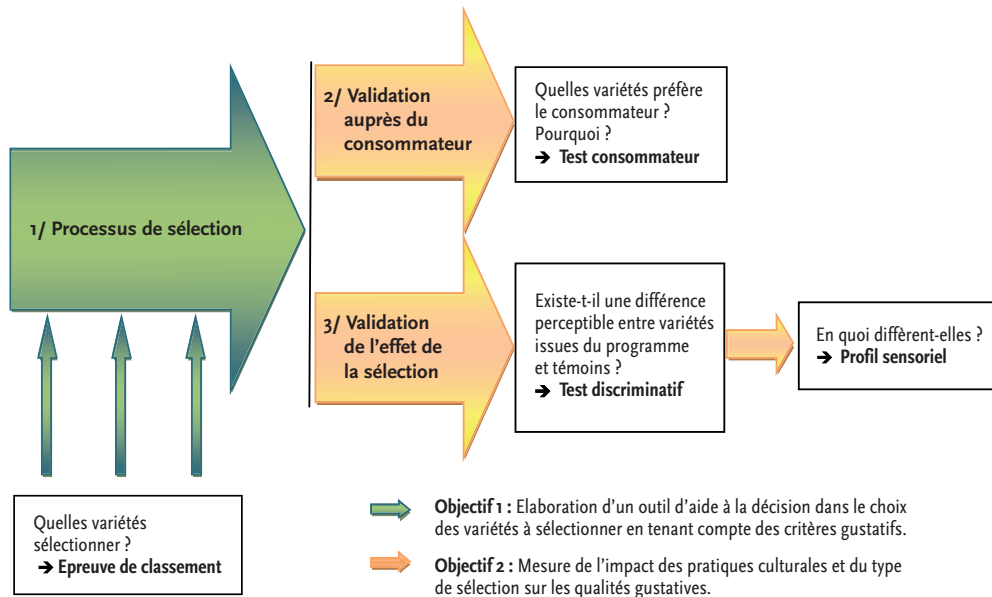 1/ Processus de sélection
2/ Validation
auprès du
consommateur
Quelles variétés préfère
le consommateur ?
Pourquoi ?
➔ Test consommateur
3/ Validation
de l'effet de
la sélection
Existe-t-il une différence
perceptible entre variétés
issues du programme
et témoins ?
➔ Test discriminatif
En quoi diffèrent-elles ?
➔ Profil sensoriel
Quelles variétés
sélectionner ?
➔ Epreuve de classement
Objectif 1 : Elaboration d'un outil d'aide à la décision dans le choix
des variétés à sélectionner en tenant compte des critères gustatifs.
Objectif 2 : Mesure de l'impact des pratiques culturales et du type
de sélection sur les qualités gustatives.